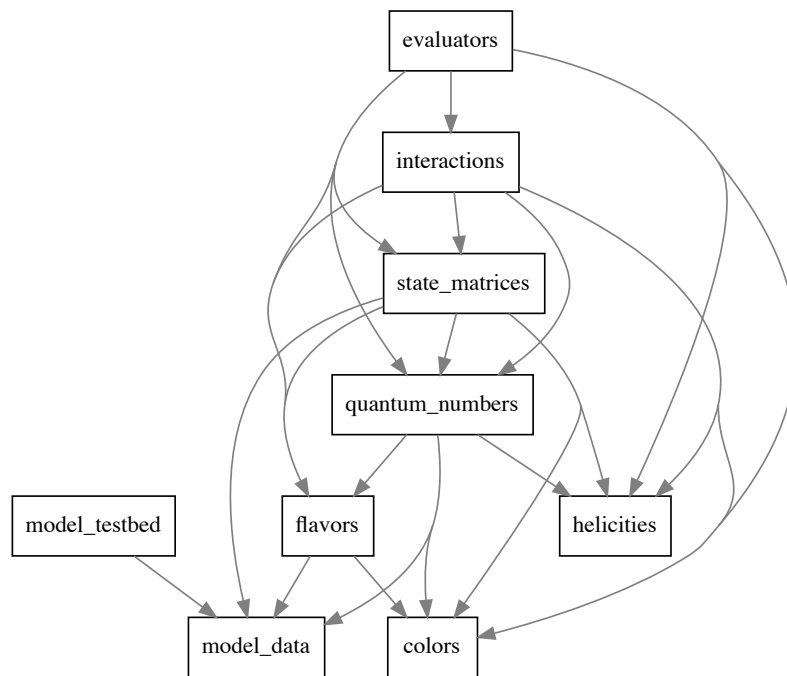 evaluators
interactions
state_matrices
quantum_numbers
model_testbed
flavors
helicities
model_data
colors